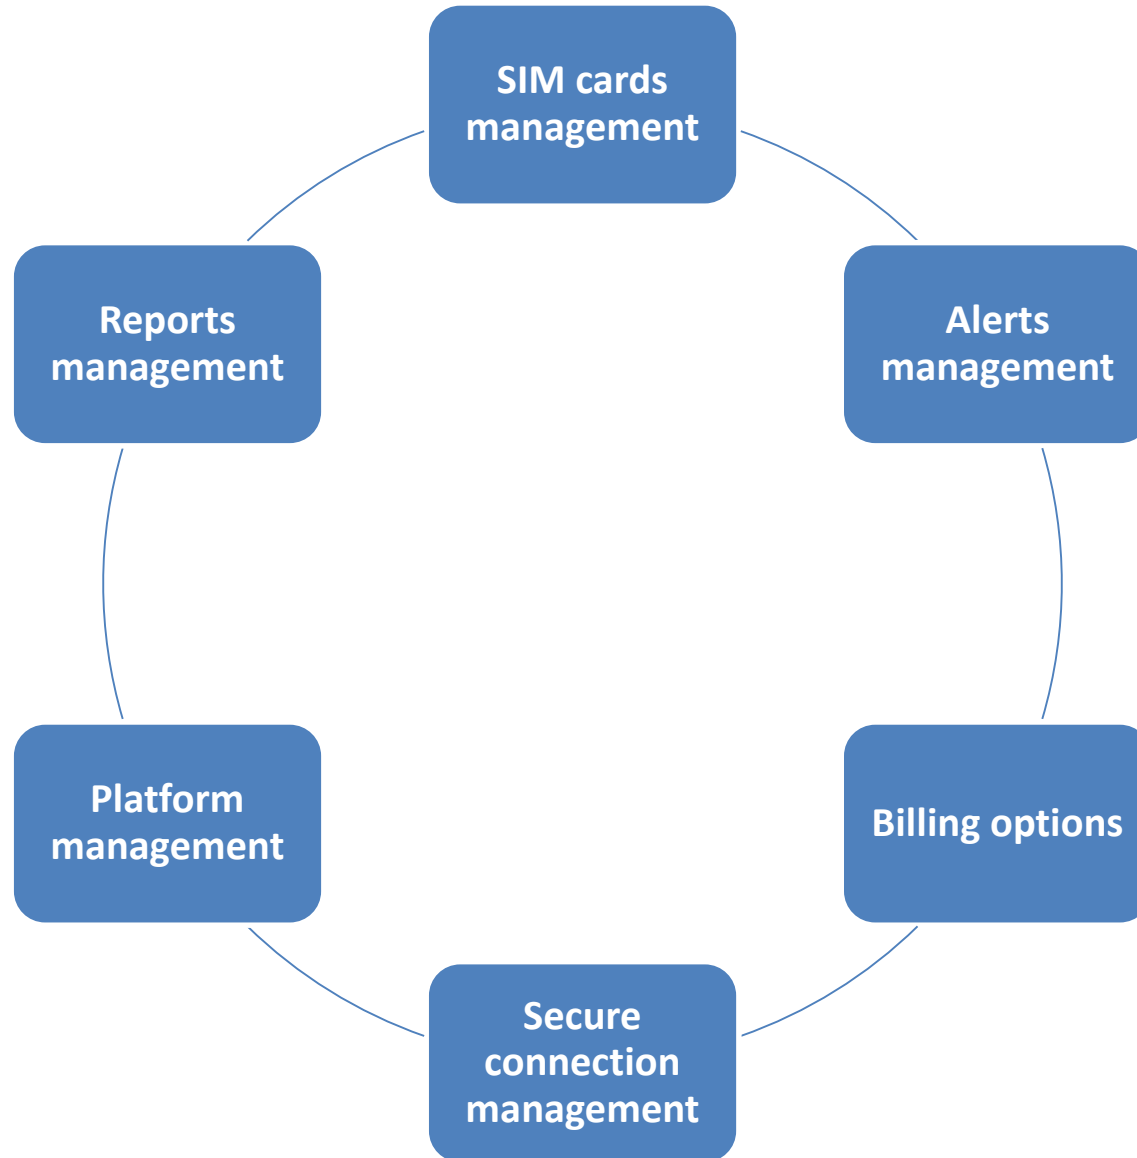 SIM cards
management
Alerts
management
Billing options
Secure
connection
management
Platform
management
Reports
management